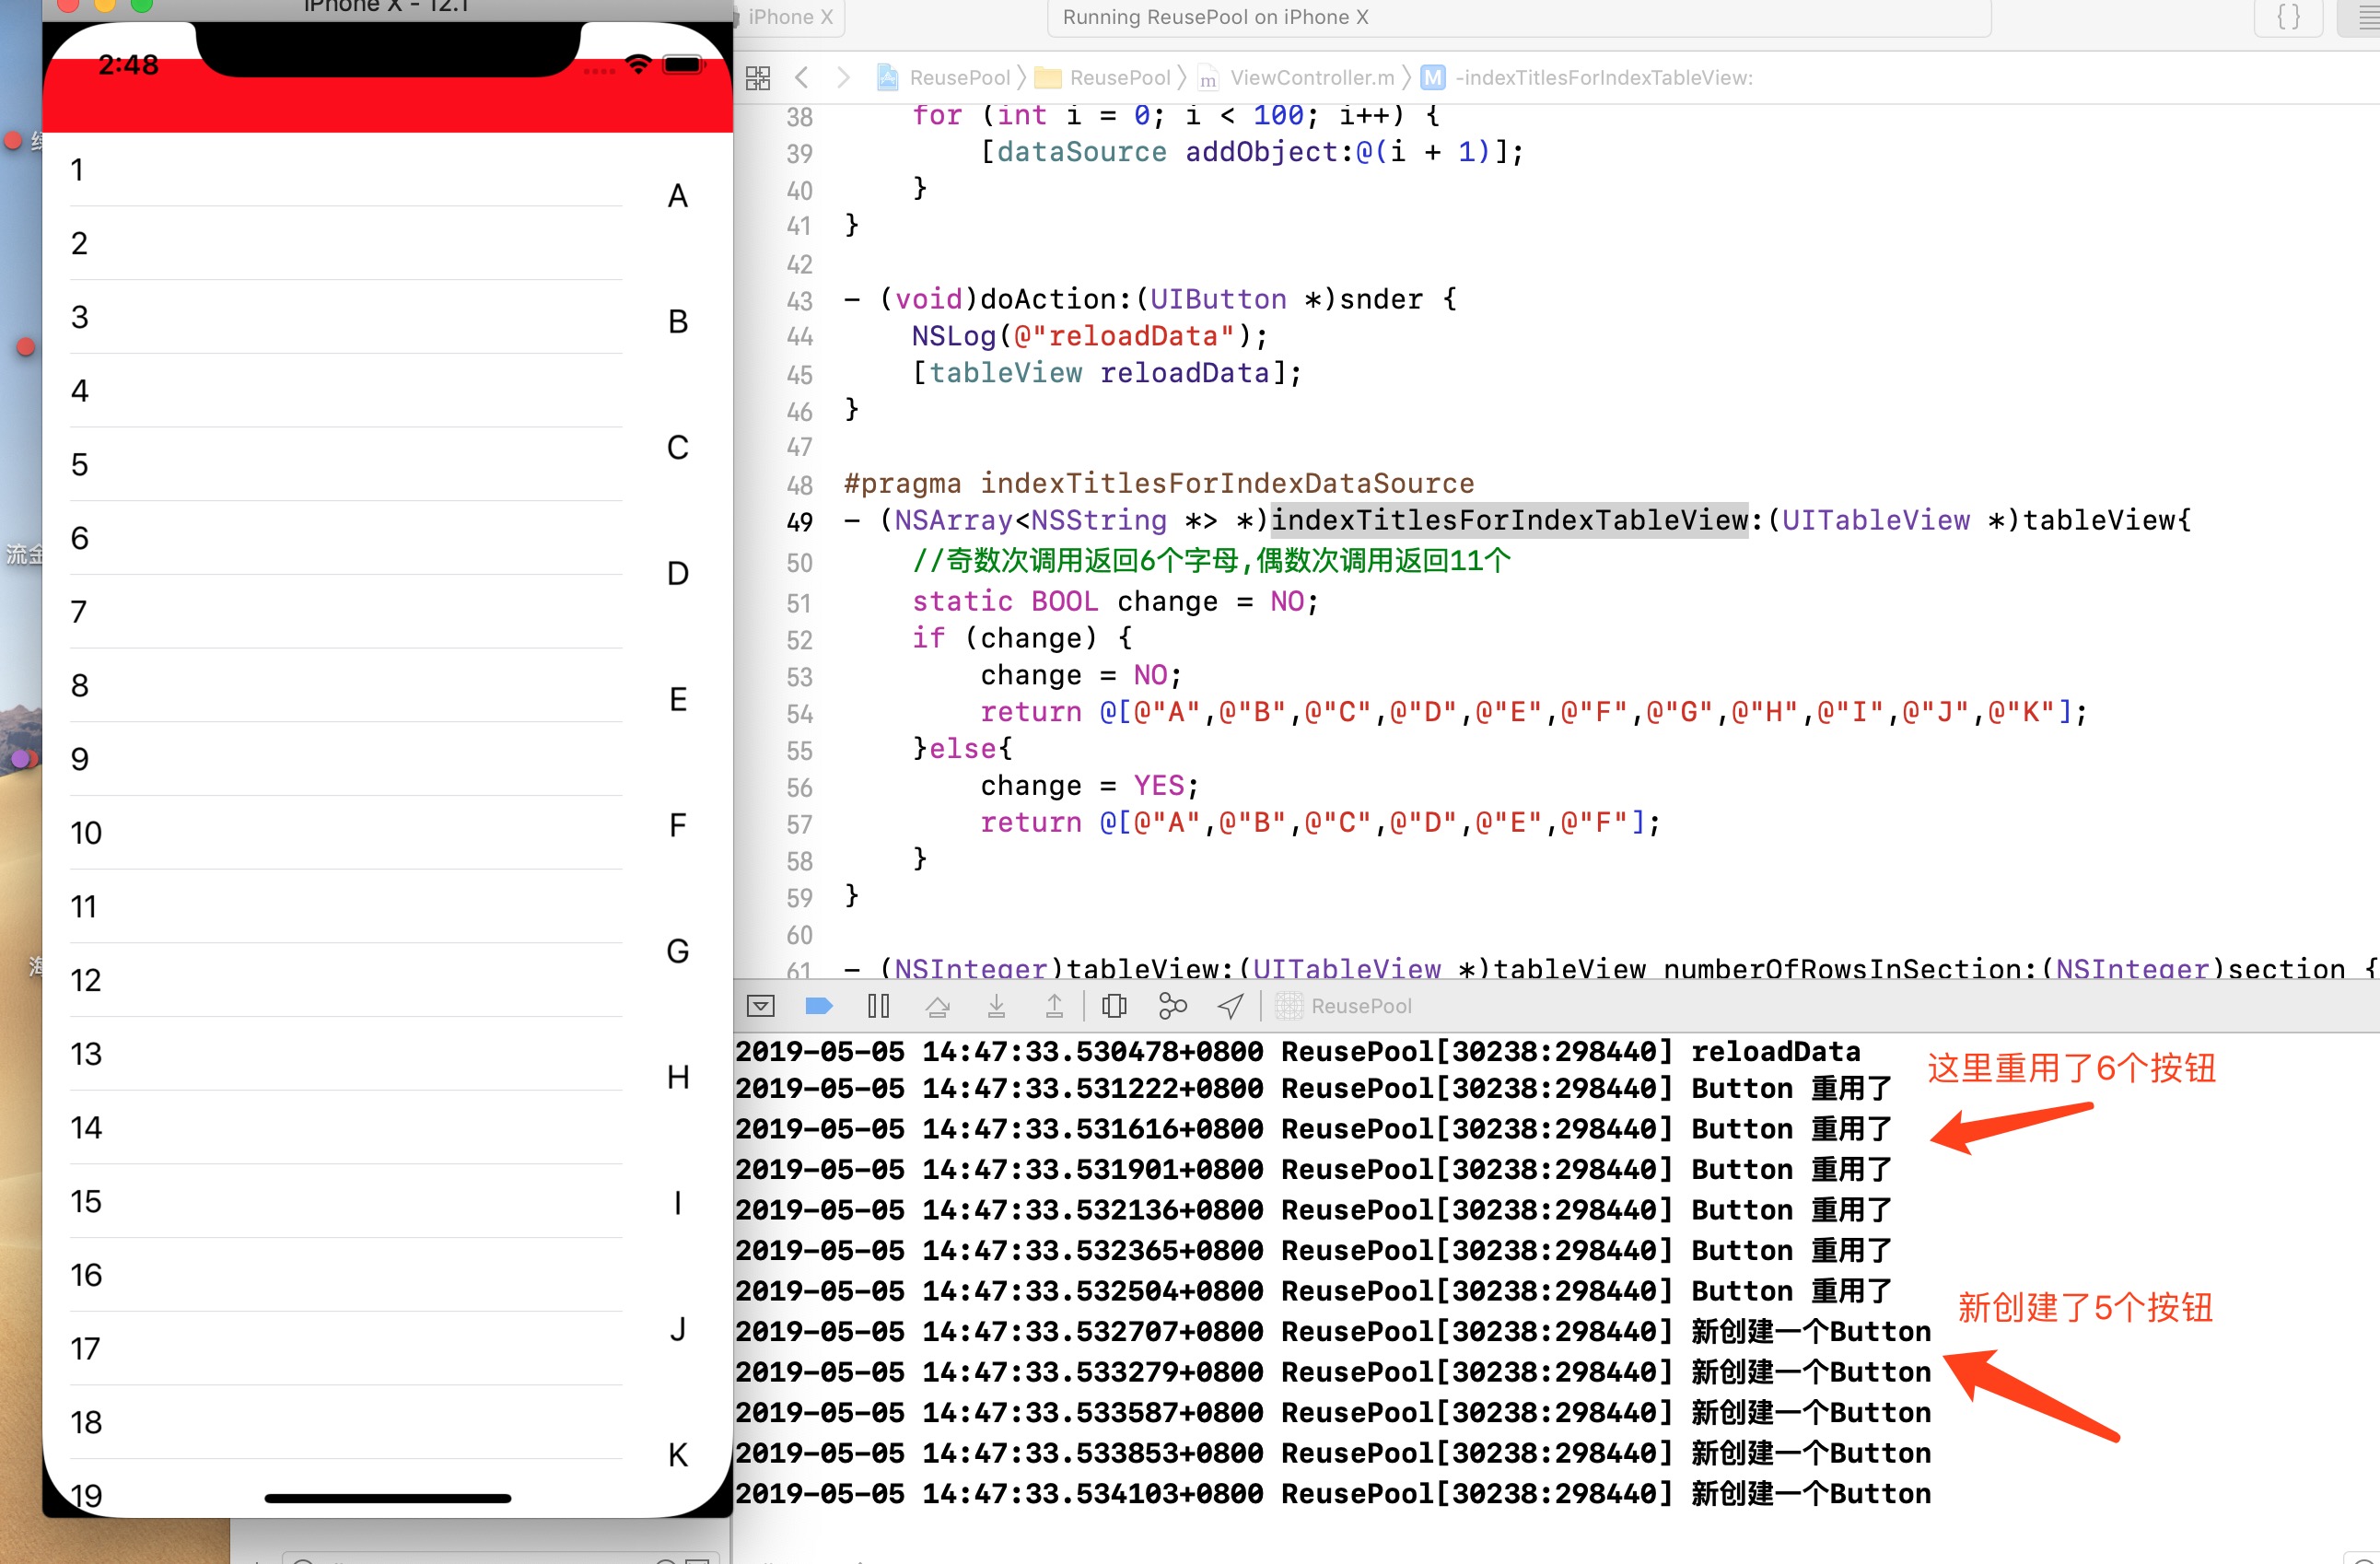 iPhone X - 12.1
2:48
1
2
3
4
5
6
7
8
9
10
11
12
13
14
15
16
17
18
19
A
B
C
D
E
F
G
H
I
J
K
流金
iPhone X
Running ReusePool on iPhone X
{}
ReusePool 〉 ReusePool 〉 m ViewController.m 〉 M -indexTitlesForIndexTableView:
38 for (int i = 0; i < 100; i++) {
39 [dataSource addObject:@(i + 1)];
40 }
41 }
42
43 - (void)doAction:(UIButton *)snder {
44 NSLog(@"reloadData");
45 [tableView reloadData];
46 }
47
48 #pragma indexTitlesForIndexDataSource
49 - (NSArray<NSString *> *)indexTitlesForIndexTableView:(UITableView *)tableView{
50 //奇数次调用返回6个字母,偶数次调用返回11个
51 static BOOL change = NO;
52 if (change) {
53 change = NO;
54 return @[@"A",@"B",@"C",@"D",@"E",@"F",@"G",@"H",@"I",@"J",@"K"];
55 }else{
56 change = YES;
57 return @[@"A",@"B",@"C",@"D",@"E",@"F"];
58 }
59 }
60
61 - (NSInteger)tableView:(UITableView *)tableView numberOfRowsInSection:(NSInteger)section {
ReusePool
2019-05-05 14:47:33.530478+0800 ReusePool[30238:298440] reloadData
这里重用了6个按钮
2019-05-05 14:47:33.531222+0800 ReusePool[30238:298440] Button 重用了
2019-05-05 14:47:33.531616+0800 ReusePool[30238:298440] Button 重用了
2019-05-05 14:47:33.531901+0800 ReusePool[30238:298440] Button 重用了
2019-05-05 14:47:33.532136+0800 ReusePool[30238:298440] Button 重用了
2019-05-05 14:47:33.532365+0800 ReusePool[30238:298440] Button 重用了
2019-05-05 14:47:33.532504+0800 ReusePool[30238:298440] Button 重用了
新创建了5个按钮
2019-05-05 14:47:33.532707+0800 ReusePool[30238:298440] 新创建一个Button
2019-05-05 14:47:33.533279+0800 ReusePool[30238:298440] 新创建一个Button
2019-05-05 14:47:33.533587+0800 ReusePool[30238:298440] 新创建一个Button
2019-05-05 14:47:33.533853+0800 ReusePool[30238:298440] 新创建一个Button
2019-05-05 14:47:33.534103+0800 ReusePool[30238:298440] 新创建一个Button